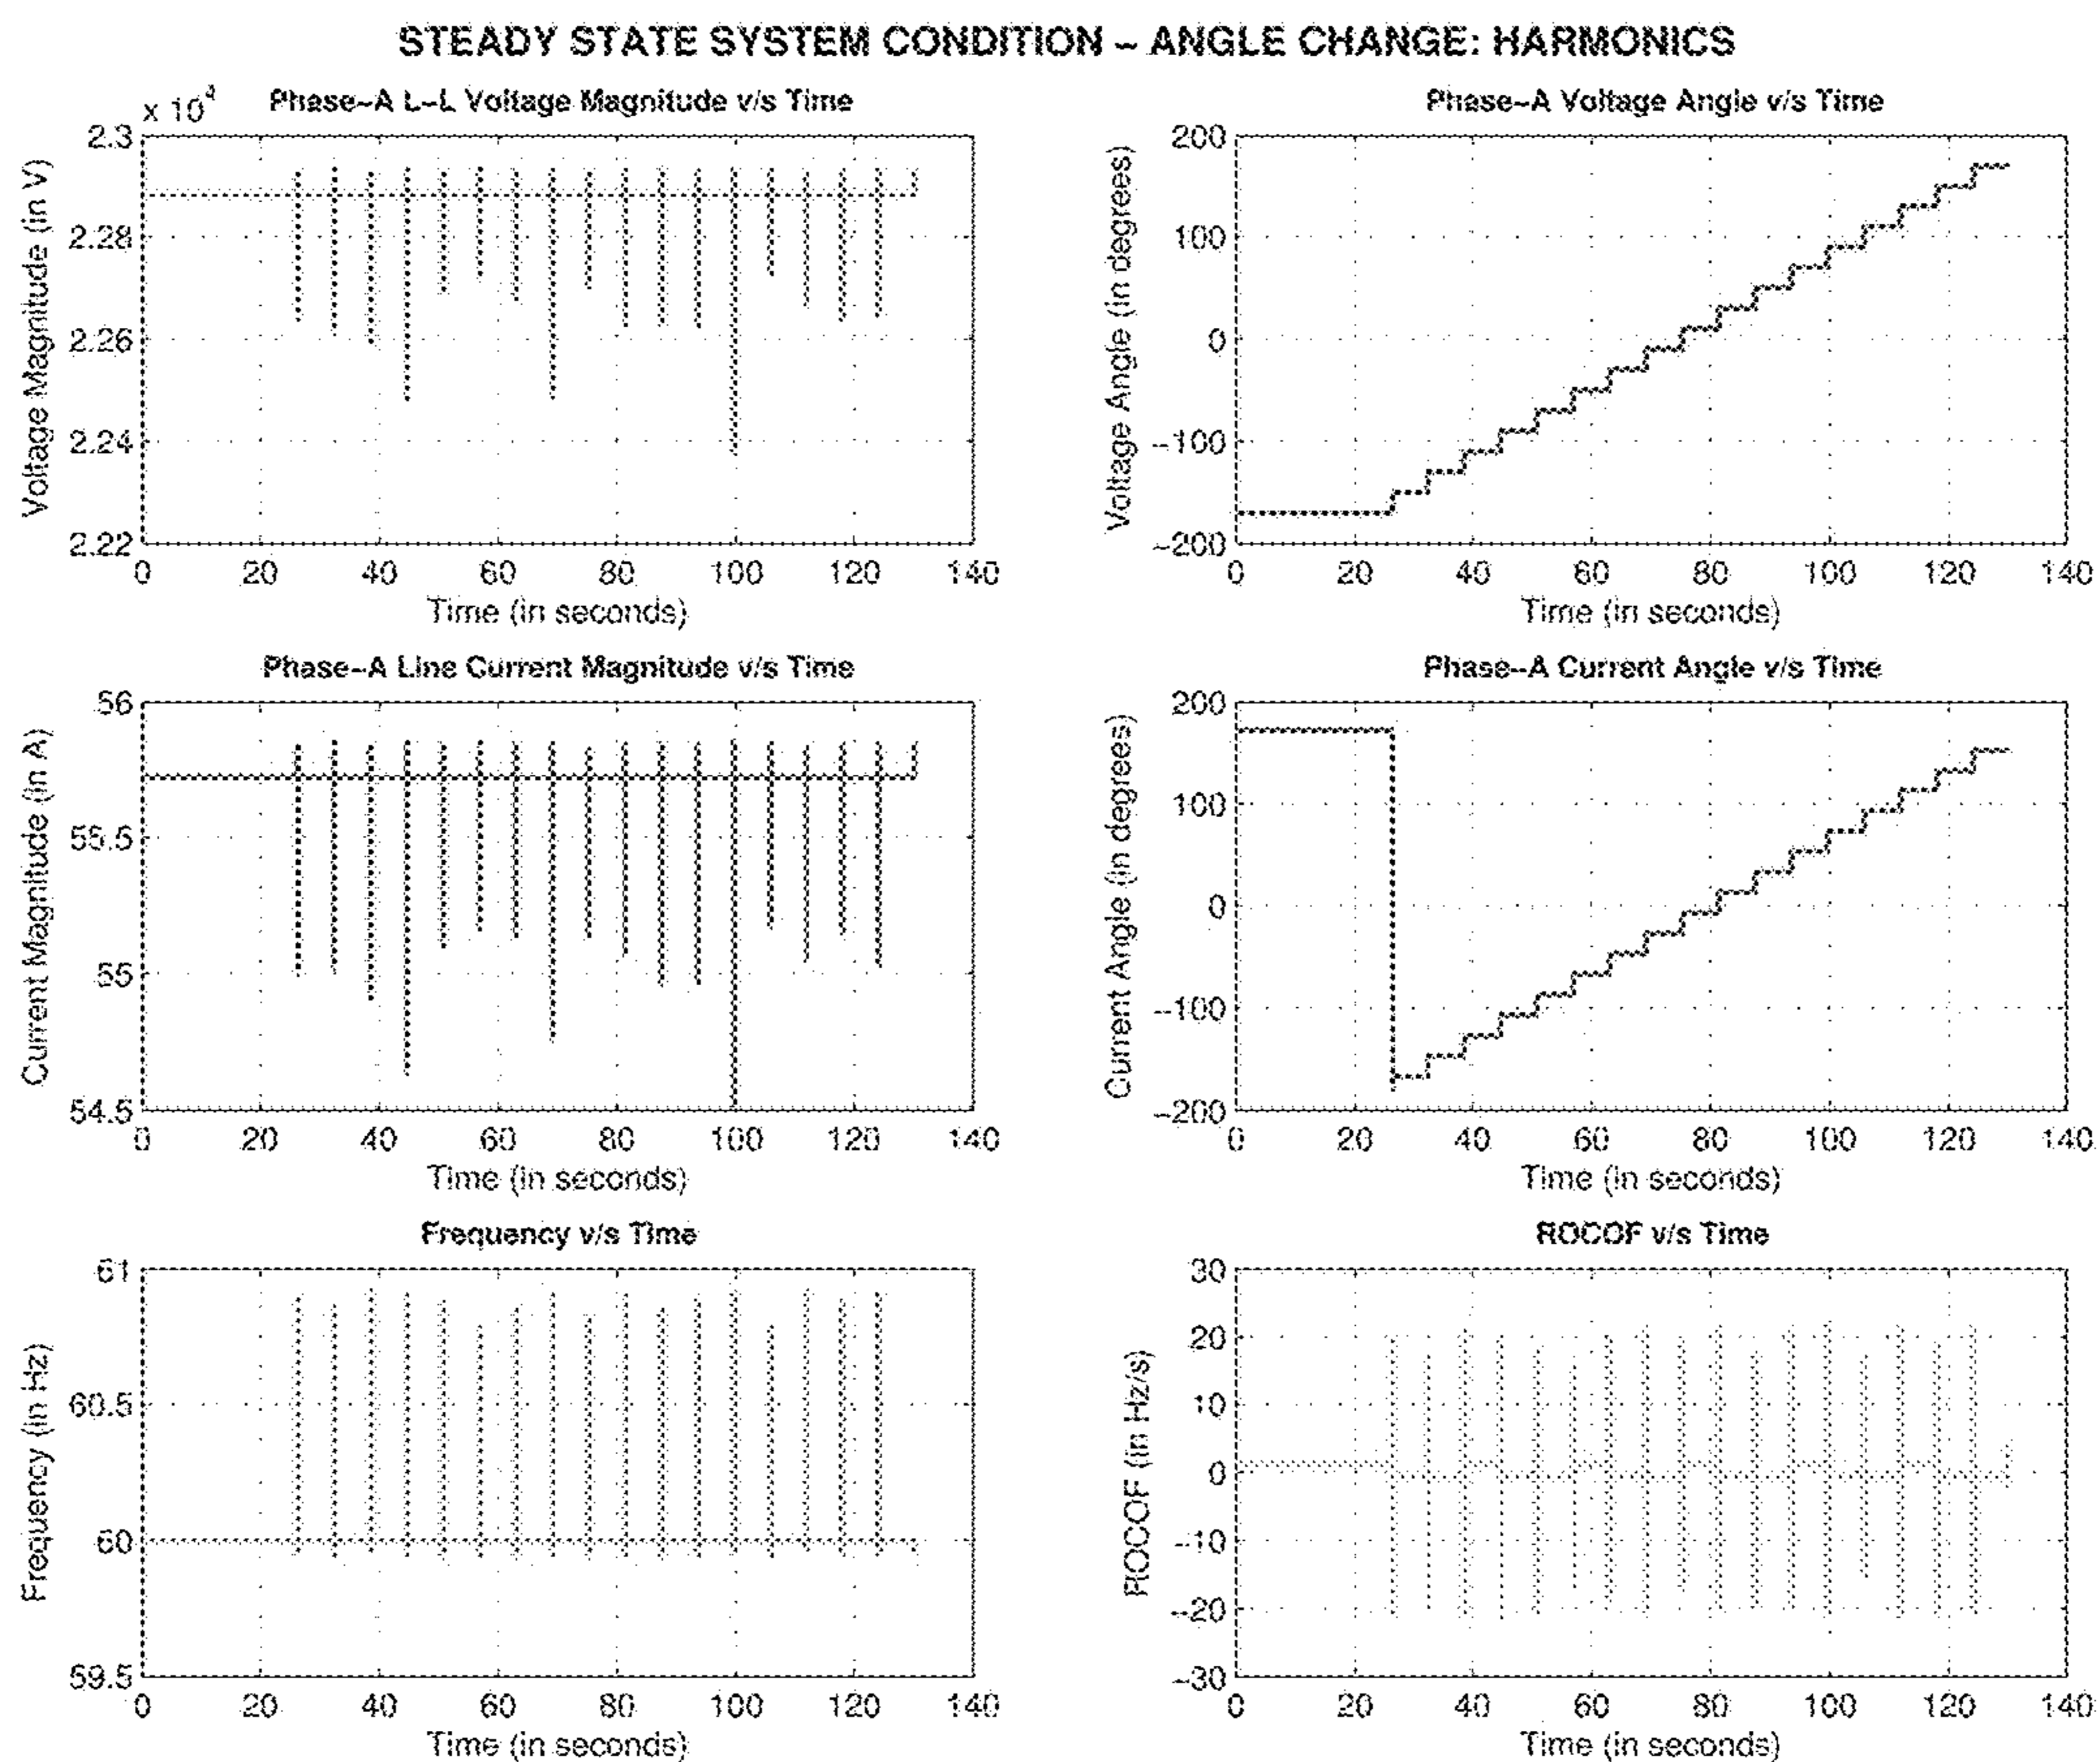 STEADY STATE SYSTEM CONDITION – ANGLE CHANGE: HARMONICS
Phase–A L–L Voltage Magnitude v/s Time
x 10^4
2.3
2.28
2.26
2.24
2.22
Voltage Magnitude (in V)
0 20 40 60 80 100 120 140
Time (in seconds)
Phase–A Voltage Angle v/s Time
200
100
0
–100
–200
Voltage Angle (in degrees)
0 20 40 60 80 100 120 140
Time (in seconds)
Phase–A Line Current Magnitude v/s Time
56
55.5
55
54.5
Current Magnitude (in A)
0 20 40 60 80 100 120 140
Time (in seconds)
Phase–A Current Angle v/s Time
200
100
0
–100
–200
Current Angle (in degrees)
0 20 40 60 80 100 120 140
Time (in seconds)
Frequency v/s Time
61
60.5
60
59.5
Frequency (in Hz)
0 20 40 60 80 100 120 140
Time (in seconds)
ROCOF v/s Time
30
20
10
0
–10
–20
–30
ROCOF (in Hz/s)
0 20 40 60 80 100 120 140
Time (in seconds)